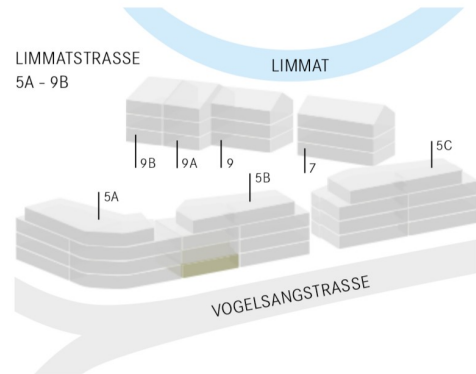 LIMMATSTRASSE
5A - 9B
LIMMAT
9B
9A
9
7
5C
5A
5B
VOGELSANGSTRASSE